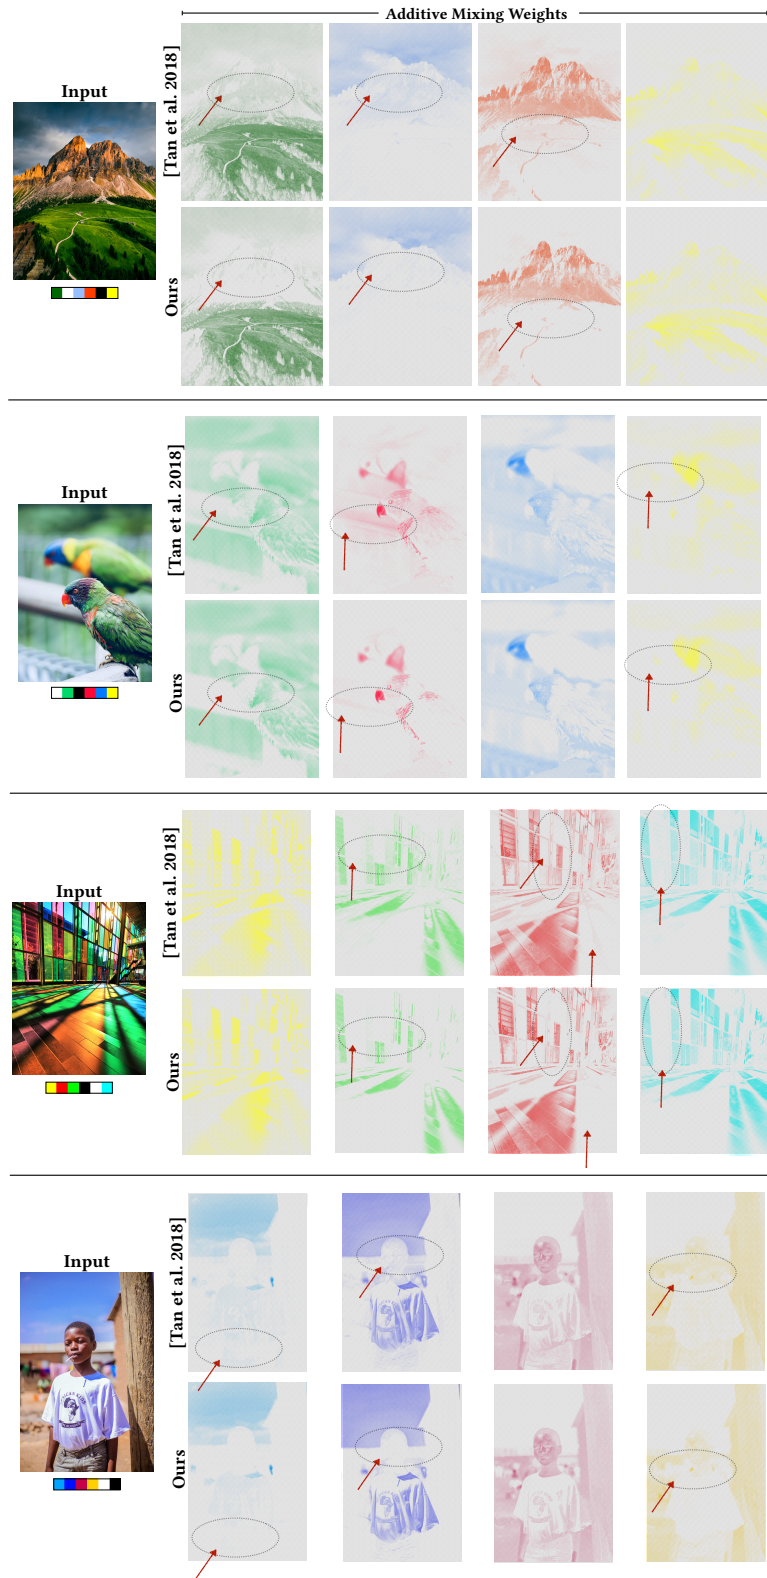 Additive Mixing Weights
Input
[Tan et al. 2018]
Ours
Input
[Tan et al. 2018]
Ours
Input
[Tan et al. 2018]
Ours
Input
[Tan et al. 2018]
Ours